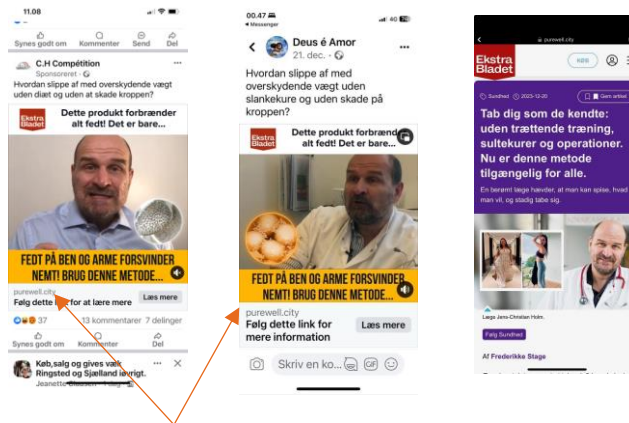 11.08
Synes godt om Kommenter Send Del
C.H Compétition
Sponsoreret
Hvordan slippe af med overskydende vægt
uden diæt og uden at skade kroppen?
Ekstra
Bladet
Dette produkt forbrænder
alt fedt! Det er bare...
FEDT PÅ BEN OG ARME FORSVINDER
NEMT! BRUG DENNE METODE...
purewell.city
Følg dette for at lære mere
Læs mere
37 13 kommentarer 7 delinger
Synes godt om Kommenter Del
Køb,salg og gives væk
Ringsted og Sjælland iøvrigt.
00.47
Messenger
40
Deus é Amor
21. dec.
Hvordan slippe af med
overskydende vægt uden
slankekure og uden skade på
kroppen?
Ekstra
Bladet
Dette produkt forbrænd
alt fedt! Det er bare...
FEDT PÅ BEN OG ARME FORSVINDER
NEMT! BRUG DENNE METODE...
purewell.city
Følg dette link for
mere information
Læs mere
Skriv en ko...
GIF
purewell.city
Ekstra
Bladet
KØB
Sundhed 2025-12-20
Gem artikel
Tab dig som de kendte:
uden trættende træning,
sultekurer og operationer.
Nu er denne metode
tilgængelig for alle.
En berømt læge hævder, at man kan spise, hvad
man vil, og stadig tabe sig.
Læge Jens-Christian Holm.
Følg Sundhed
Af Frederikke Stage